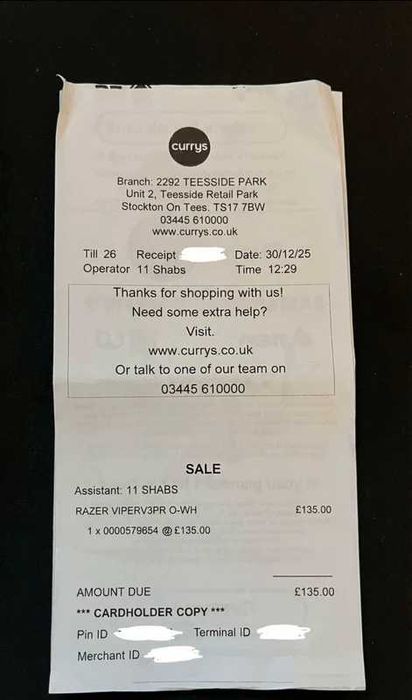 currys
Branch: 2292 TEESSIDE PARK
Unit 2, Teesside Retail Park
Stockton On Tees. TS17 7BW
03445 610000
www.currys.co.uk
Till 26 Receipt Date: 30/12/25
Operator 11 Shabs Time 12:29
Thanks for shopping with us!
Need some extra help?
Visit.
www.currys.co.uk
Or talk to one of our team on
03445 610000
SALE
Assistant: 11 SHABS
RAZER VIPERV3PR O-WH £135.00
1 x 0000579654 @ £135.00
AMOUNT DUE £135.00
*** CARDHOLDER COPY ***
Pin ID Terminal ID
Merchant ID